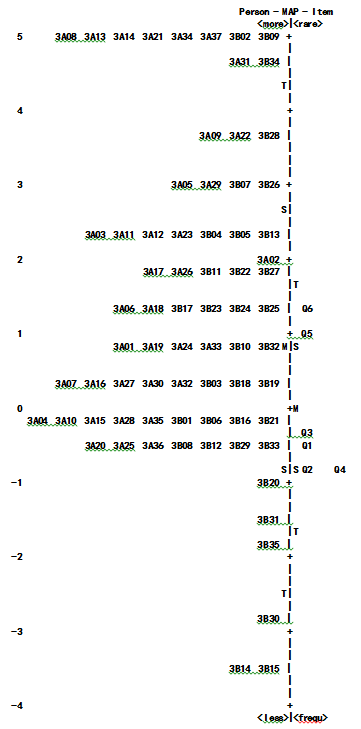 Person - MAP - Item
<more>|<rare>
5 3A08 3A13 3A14 3A21 3A34 3A37 3B02 3B09 +
3A31 3B34 |
T|
4 +
3A09 3A22 3B28 |
3 3A05 3A29 3B07 3B26 +
S|
3A03 3A11 3A12 3A23 3B04 3B05 3B13 |
2 3A02 +
3A17 3A26 3B11 3B22 3B27 |
|T
3A06 3A18 3B17 3B23 3B24 3B25 | Q6
1 + Q5
3A01 3A19 3A24 3A33 3B10 3B32 M|S
3A07 3A16 3A27 3A30 3A32 3B03 3B18 3B19 |
0 +M
3A04 3A10 3A15 3A28 3A35 3B01 3B06 3B16 3B21 |
| Q3
3A20 3A25 3A36 3B08 3B12 3B29 3B33 | Q1
S|S Q2 Q4
-1 3B20 +
3B31 |
|T
3B35 |
-2 +
T|
3B30 |
-3 +
3B14 3B15 |
-4 +
<less>|<frequ>